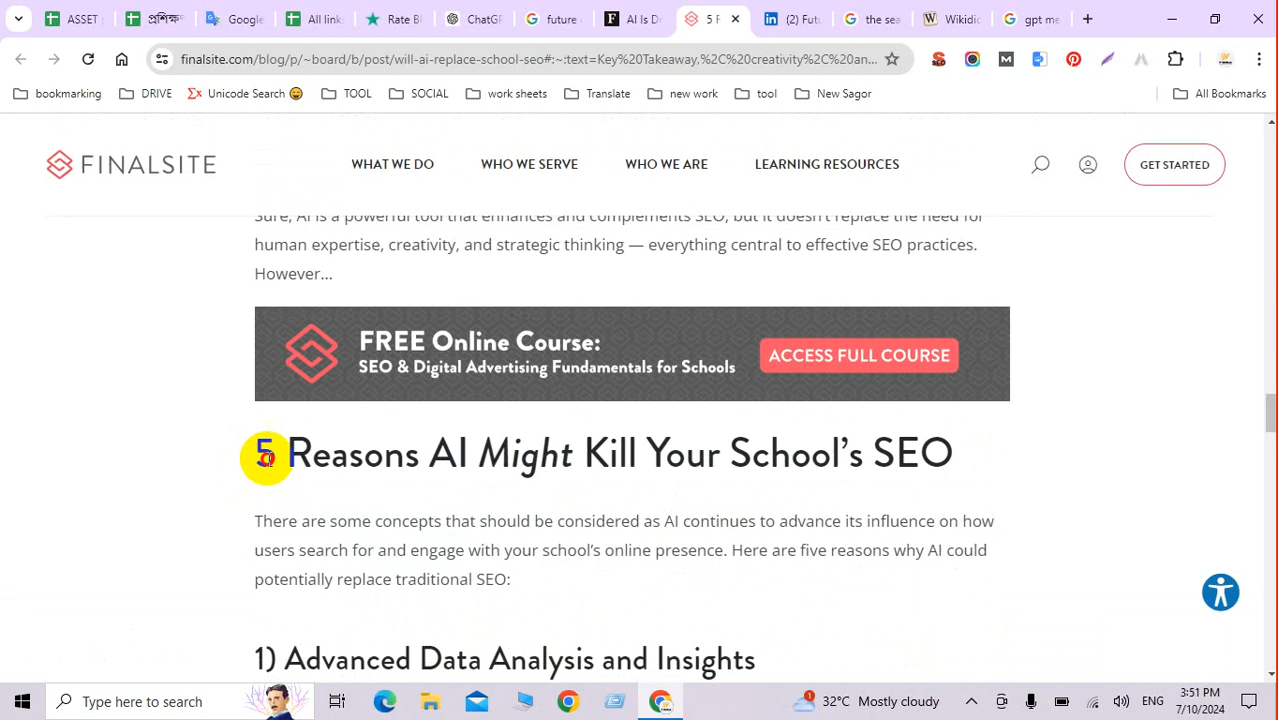 ASSET
প্রশিক্ষ
Google
All links
Rate Bl
ChatGF
future
AI Is D
5 F
(2) Fut
the sea
Wikidic
gpt me
finalsite.com/blog/p/~board/b/post/will-ai-replace-school-seo#:~:text=Key%20Takeaway,%2C%20creativity%2C%20an...
bookmarking
DRIVE
Unicode Search
TOOL
SOCIAL
work sheets
Translate
new work
tool
New Sagor
All Bookmarks
FINALSITE
WHAT WE DO
WHO WE SERVE
WHO WE ARE
LEARNING RESOURCES
GET STARTED
Sure, AI is a powerful tool that enhances and complements SEO, but it doesn't replace the need for
human expertise, creativity, and strategic thinking — everything central to effective SEO practices.
However...
FREE Online Course:
SEO & Digital Advertising Fundamentals for Schools
ACCESS FULL COURSE
5 Reasons AI Might Kill Your School's SEO
There are some concepts that should be considered as AI continues to advance its influence on how
users search for and engage with your school's online presence. Here are five reasons why AI could
potentially replace traditional SEO:
1) Advanced Data Analysis and Insights
Type here to search
1
32°C Mostly cloudy
ENG
3:51 PM
7/10/2024